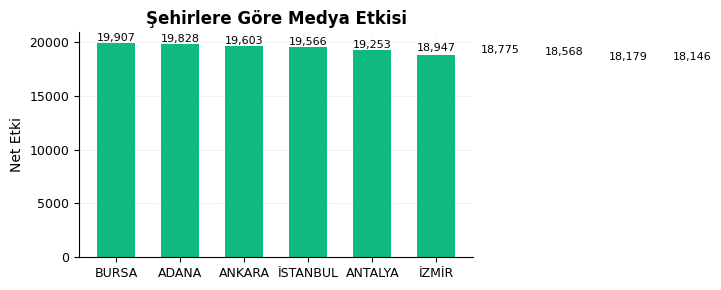 Şehirlere Göre Medya Etkisi
19,907 19,828 19,603 19,566 19,253 18,947 18,775 18,568 18,179 18,146
20000
15000
10000
5000
0
Net Etki
BURSA ADANA ANKARA İSTANBUL ANTALYA İZMİR